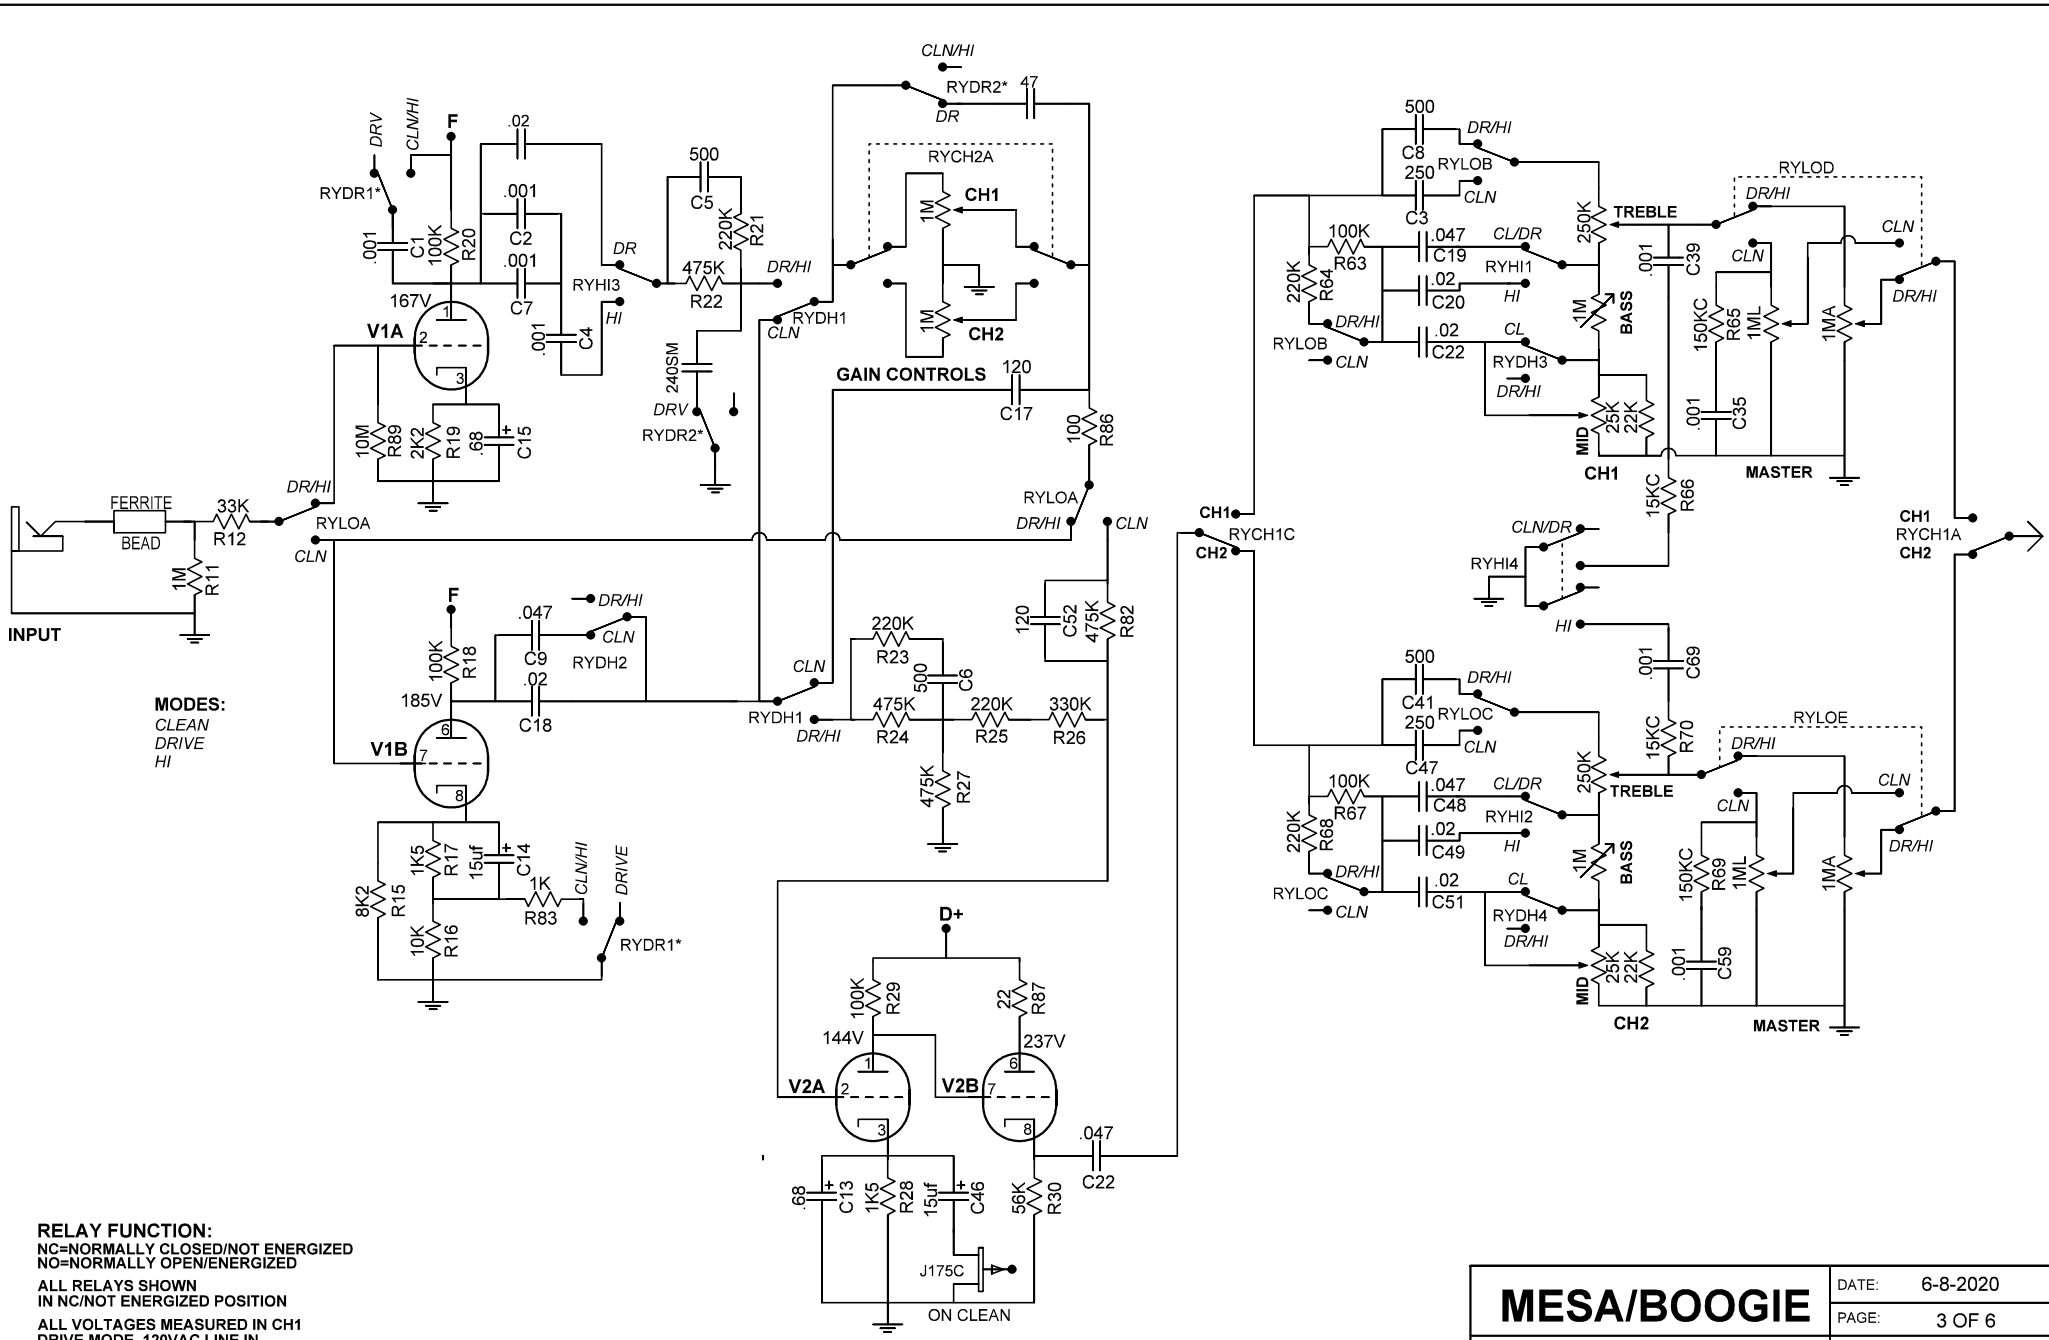 CLN/HI
RYDR2*
47
DR
DRV
CLN/HI
F
.02
RYDR1*
.001
C1
100K
R20
.001
C2
.001
C7
.001
C4
167V
1
V1A
2
3
DR
RYHI3
HI
500
C5
220K
R21
475K
R22
DR/HI
RYDH1
CLN
240SM
DRV
RYDR2*
RYCH2A
1M
CH1
1M
CH2
GAIN CONTROLS
120
C17
100
R86
10M
R89
2K2
R19
.68
+
C15
DR/HI
RYLOA
CLN
FERRITE
BEAD
33K
R12
1M
R11
INPUT
RYLOA
DR/HI
CLN
MODES:
CLEAN
DRIVE
HI
F
100K
R18
185V
6
V1B
7
8
.047
C9
.02
C18
DR/HI
CLN
RYDH2
8K2
R15
1K5
R17
15uf
+
C14
10K
R16
1K
R83
CLN/HI
DRIVE
RYDR1*
CLN
RYDH1
DR/HI
220K
R23
500
C6
475K
R24
220K
R25
330K
R26
475K
R27
120
C52
475K
R82
D+
100K
R29
22
R87
144V
237V
1
V2A
2
3
6
V2B
7
8
.68
+
C13
1K5
R28
15uf
+
C46
56K
R30
.047
C22
J175C
ON CLEAN
CH1
RYCH1C
CH2
500
C8
DR/HI
RYLOB
250
C3
CLN
100K
R63
220K
R64
.047
C19
CL/DR
RYHI1
.02
C20
HI
DR/HI
RYLOB
CLN
.02
C22
CL
RYDH3
DR/HI
250K
TREBLE
1M
BASS
25K
22K
MID
CH1
.001
C39
15KC
R66
RYLOD
DR/HI
CLN
CLN
DR/HI
150KC
R65
1ML
1MA
.001
C35
MASTER
CH1
RYCH1A
CH2
CLN/DR
RYHI4
HI
.001
C69
15KC
R70
500
C41
DR/HI
RYLOC
250
C47
CLN
100K
R67
220K
R68
.047
C48
CL/DR
RYHI2
.02
C49
HI
DR/HI
RYLOC
CLN
.02
C51
CL
RYDH4
DR/HI
250K
TREBLE
1M
BASS
25K
22K
MID
CH2
RYLOE
DR/HI
CLN
CLN
DR/HI
150KC
R69
1ML
1MA
.001
C59
MASTER
RELAY FUNCTION:
NC=NORMALLY CLOSED/NOT ENERGIZED
NO=NORMALLY OPEN/ENERGIZED
ALL RELAYS SHOWN
IN NC/NOT ENERGIZED POSITION
ALL VOLTAGES MEASURED IN CH1
DRIVE MODE, 120VAC LINE IN
MESA/BOOGIE
DATE: 6-8-2020
PAGE: 3 OF 6